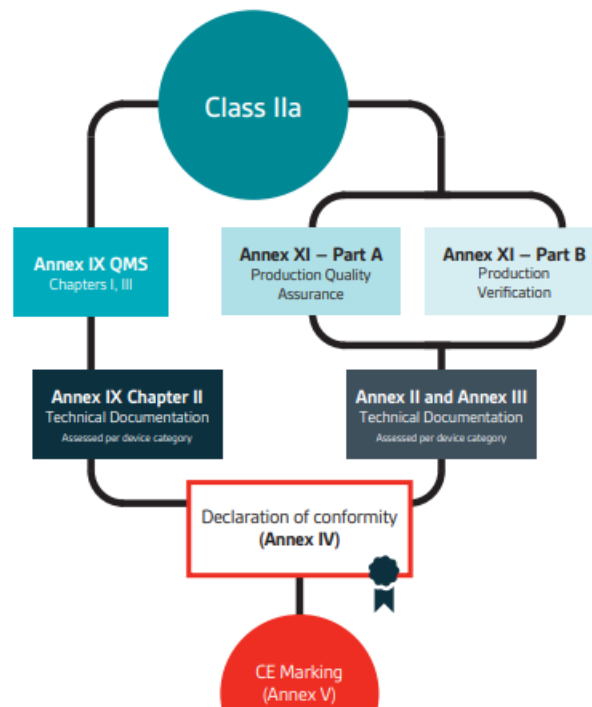 Class IIa
Annex IX QMS
Chapters I, III
Annex XI – Part A
Production Quality
Assurance
Annex XI – Part B
Production
Verification
Annex IX Chapter II
Technical Documentation
Assessed per device category
Annex II and Annex III
Technical Documentation
Assessed per device category
Declaration of conformity
(Annex IV)
CE Marking
(Annex V)